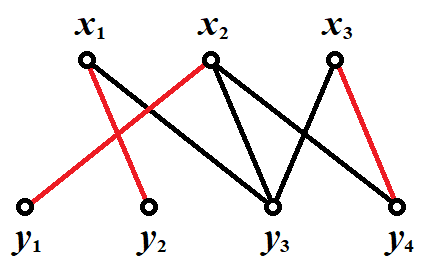 x₁ x₂ x₃
y₁ y₂ y₃ y₄